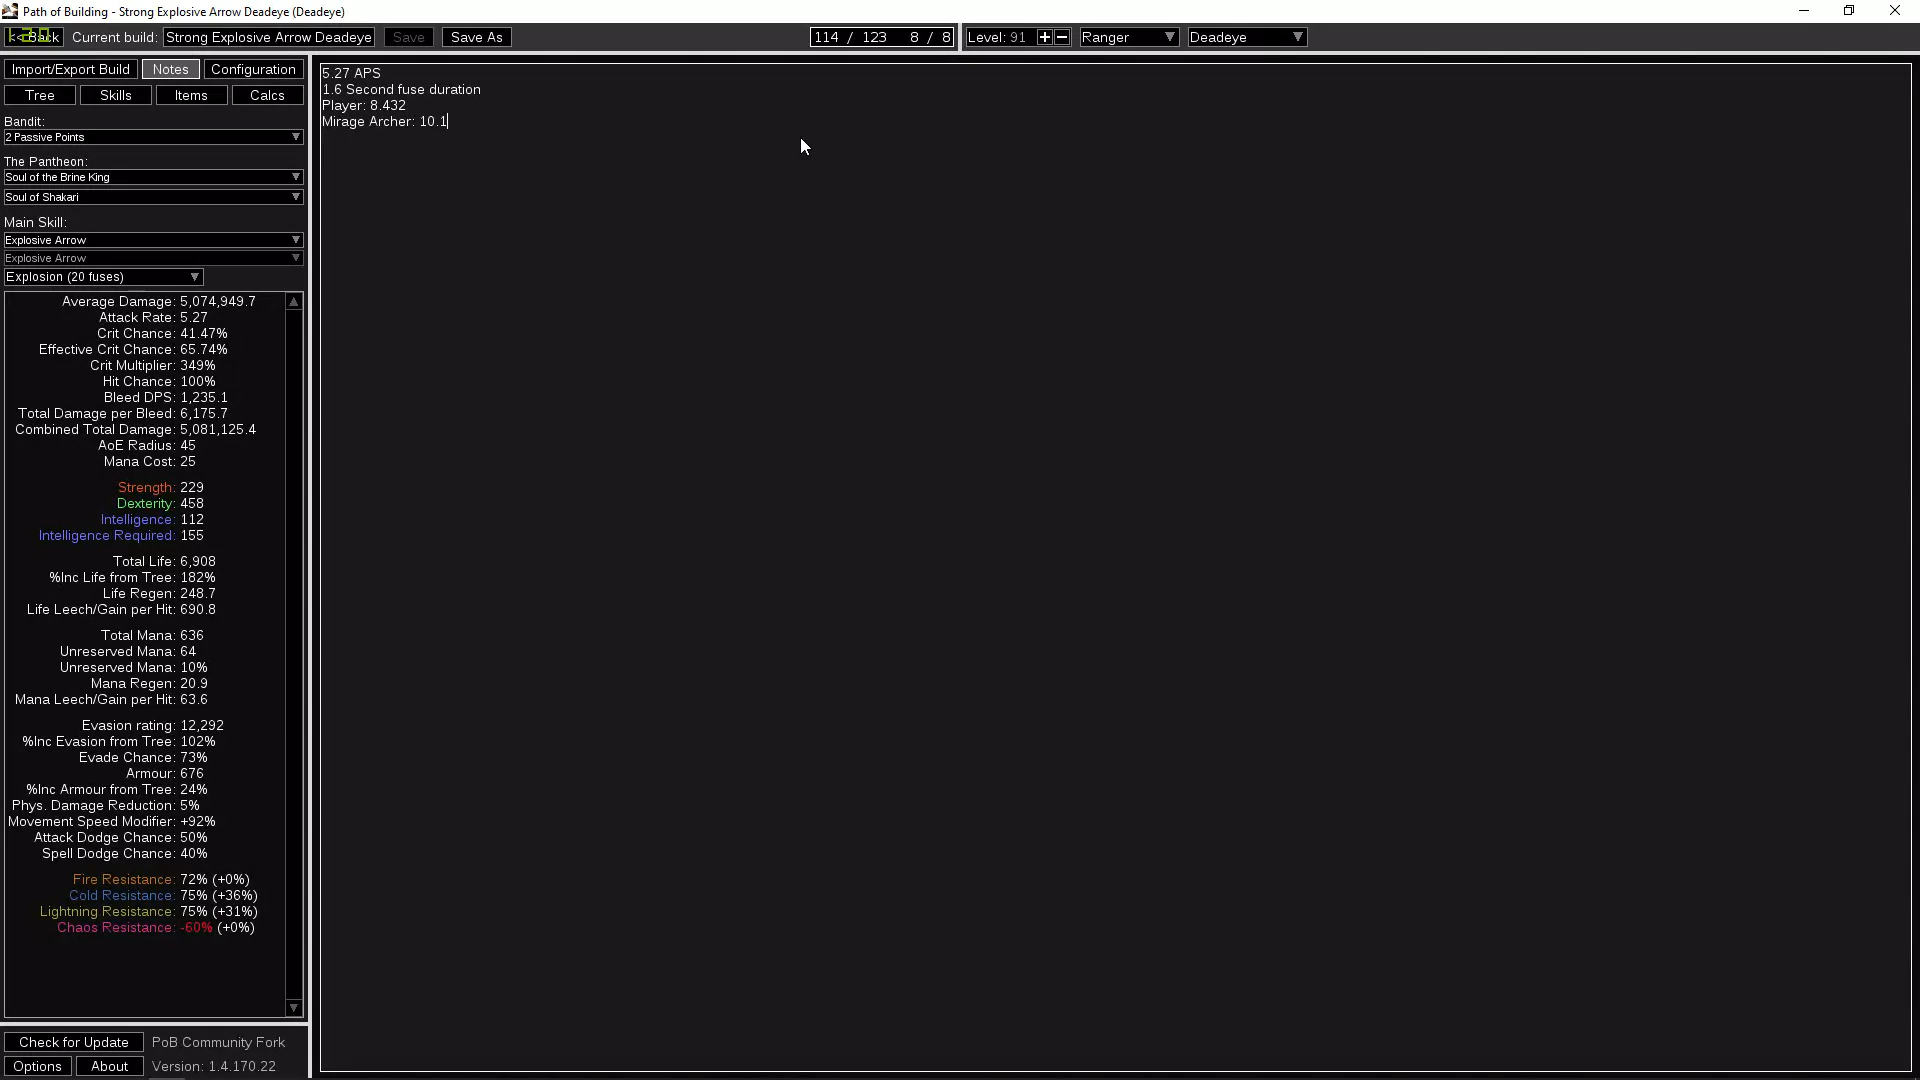 Path of Building - Strong Explosive Arrow Deadeye (Deadeye)
Current build: Strong Explosive Arrow Deadeye Save Save As 114 / 123 8 / 8 Level: 91 + - Ranger Deadeye
Import/Export Build Notes Configuration
Tree Skills Items Calcs
Bandit:
2 Passive Points
The Pantheon:
Soul of the Brine King
Soul of Shakari
Main Skill:
Explosive Arrow
Explosive Arrow
Explosion (20 fuses)
Average Damage: 5,074,949.7
Attack Rate: 5.27
Crit Chance: 41.47%
Effective Crit Chance: 65.74%
Crit Multiplier: 349%
Hit Chance: 100%
Bleed DPS: 1,235.1
Total Damage per Bleed: 6,175.7
Combined Total Damage: 5,081,125.4
AoE Radius: 45
Mana Cost: 25
Strength: 229
Dexterity: 458
Intelligence: 112
Intelligence Required: 155
Total Life: 6,908
%Inc Life from Tree: 182%
Life Regen: 248.7
Life Leech/Gain per Hit: 690.8
Total Mana: 636
Unreserved Mana: 64
Unreserved Mana: 10%
Mana Regen: 20.9
Mana Leech/Gain per Hit: 63.6
Evasion rating: 12,292
%Inc Evasion from Tree: 102%
Evade Chance: 73%
Armour: 676
%Inc Armour from Tree: 24%
Phys. Damage Reduction: 5%
Movement Speed Modifier: +92%
Attack Dodge Chance: 50%
Spell Dodge Chance: 40%
Fire Resistance: 72% (+0%)
Cold Resistance: 75% (+36%)
Lightning Resistance: 75% (+31%)
Chaos Resistance: -60% (+0%)
Check for Update PoB Community Fork
Options About Version: 1.4.170.22
5.27 APS
1.6 Second fuse duration
Player: 8.432
Mirage Archer: 10.1